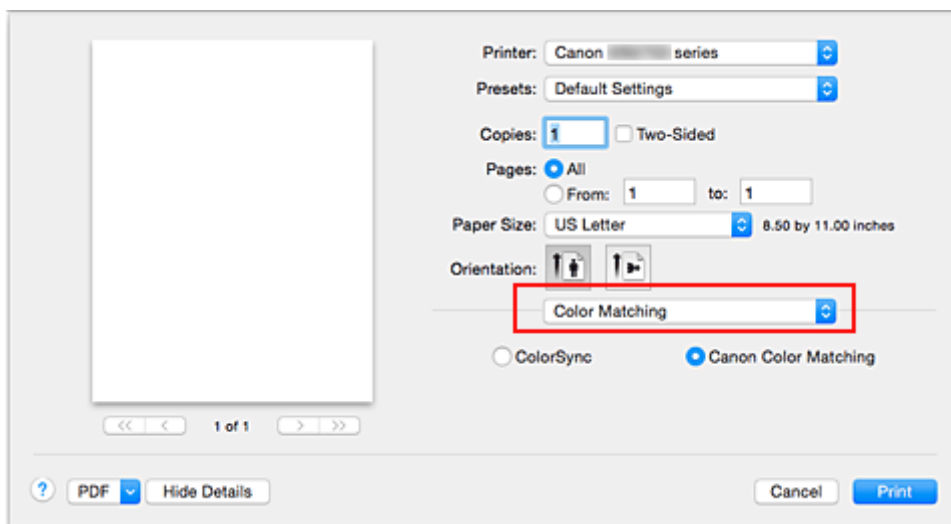 Printer: Canon series
Presets: Default Settings
Copies: 1 Two-Sided
Pages: All
From: 1 to: 1
Paper Size: US Letter 8.50 by 11.00 inches
Orientation:
Color Matching
ColorSync Canon Color Matching
1 of 1
? PDF Hide Details Cancel Print